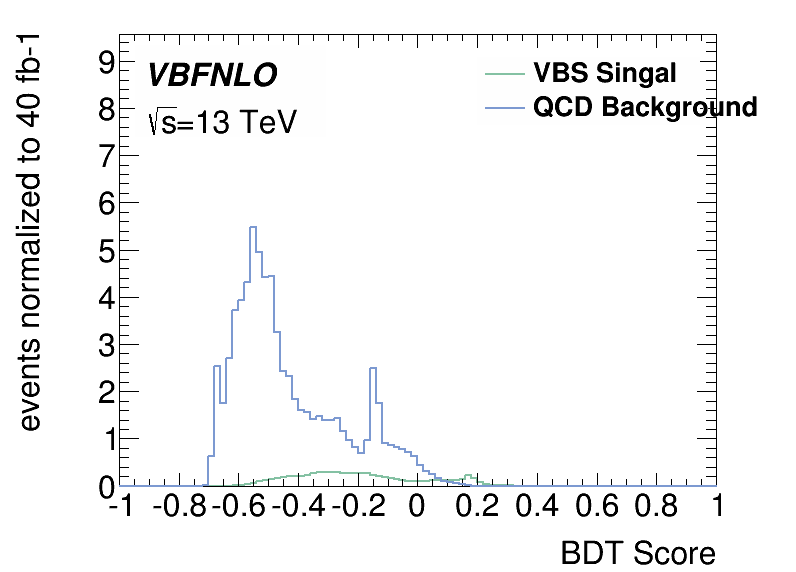 events normalized to 40 fb-1
9
8
7
6
5
4
3
2
1
0
VBFNLO
√s=13 TeV
VBS Singal
QCD Background
-1 -0.8 -0.6 -0.4 -0.2 0 0.2 0.4 0.6 0.8 1
BDT Score